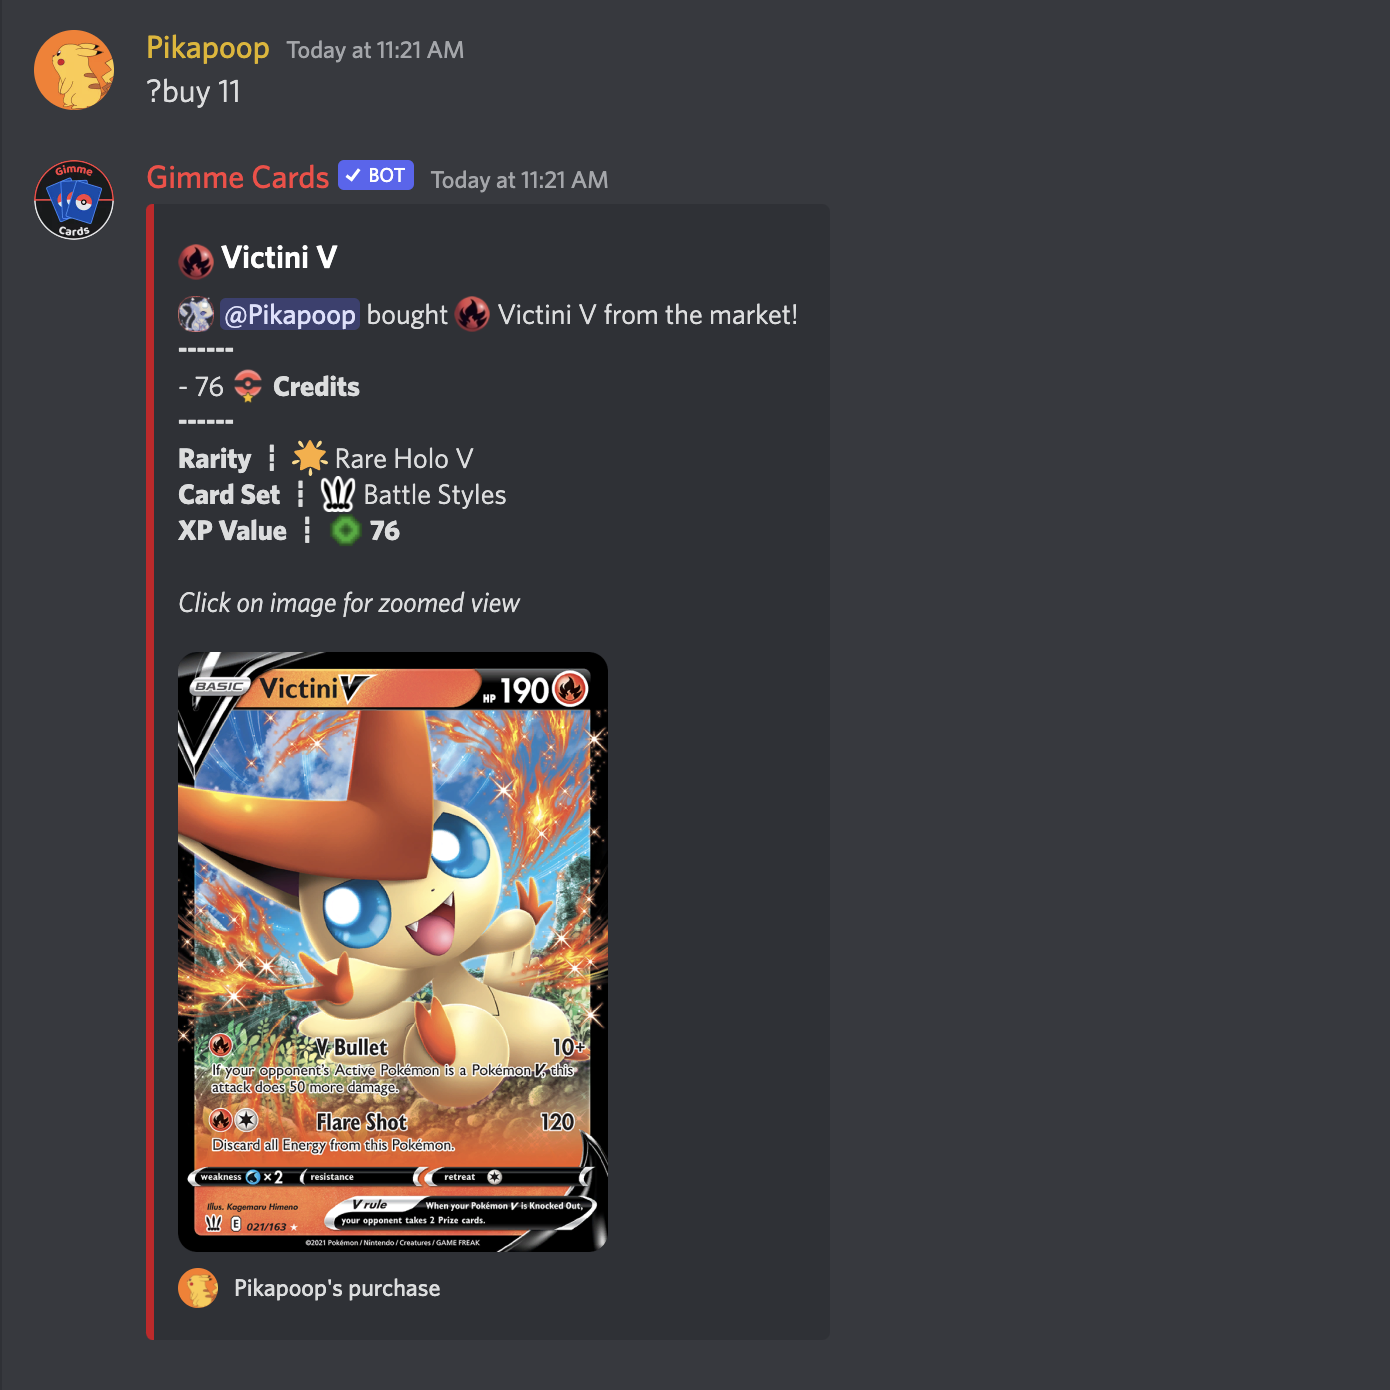 Pikapoop Today at 11:21 AM
?buy 11
Gimme
Cards
Gimme Cards BOT Today at 11:21 AM
Victini V
@Pikapoop bought Victini V from the market!
------
- 76 Credits
------
Rarity ┇ Rare Holo V
Card Set ┇ Battle Styles
XP Value ┇ 76
Click on image for zoomed view
BASIC Victini V HP 190
V Bullet 10+
If your opponent's Active Pokémon is a Pokémon V, this
attack does 50 more damage.
Flare Shot 120
Discard all Energy from this Pokémon.
weakness ×2 resistance retreat
Illus. Kagemaru Himeno
V rule When your Pokémon V is Knocked Out,
your opponent takes 2 Prize cards.
E 021/163 ★
©2021 Pokémon / Nintendo / Creatures / GAME FREAK
Pikapoop's purchase